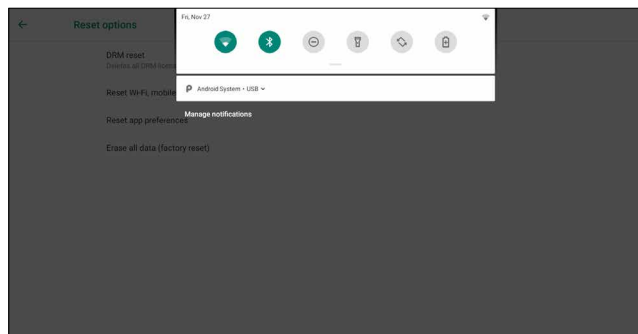 Reset options
Fri, Nov 27
DRM reset
Deletes all DRM
Android System • USB
Reset Wi-Fi, mobile
Manage notifications
Reset app preferences
Erase all data (factory reset)